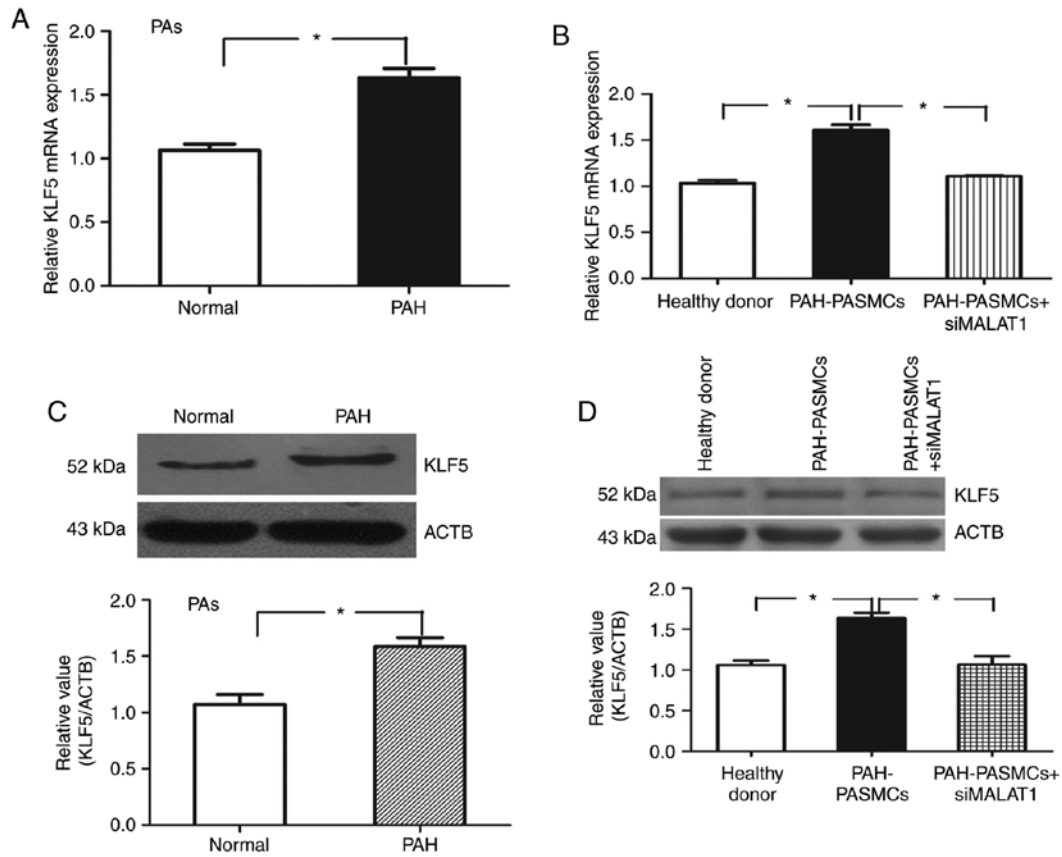 A
PAs
*
Relative KLF5 mRNA expression
2.0
1.5
1.0
0.5
0.0
Normal
PAH
B
* *
Relative KLF5 mRNA expression
2.0
1.5
1.0
0.5
0.0
Healthy donor
PAH-PASMCs
PAH-PASMCs+
siMALAT1
C
Normal
PAH
52 kDa
KLF5
43 kDa
ACTB
PAs
*
Relative value
(KLF5/ACTB)
2.0
1.5
1.0
0.5
0.0
Normal
PAH
D
Healthy donor
PAH-PASMCs
PAH-PASMCs
+siMALAT1
52 kDa
KLF5
43 kDa
ACTB
* *
Relative value
(KLF5/ACTB)
2.0
1.5
1.0
0.5
0.0
Healthy
donor
PAH-
PASMCs
PAH-PASMCs+
siMALAT1